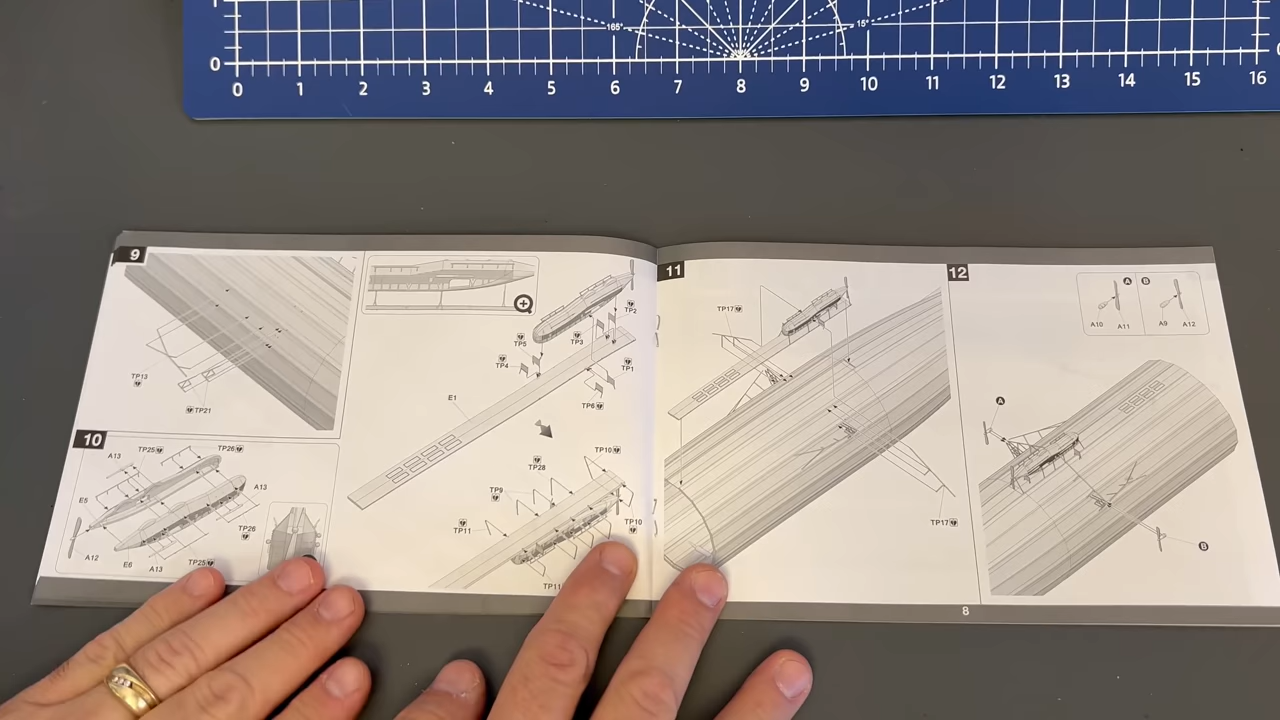 165°
15°
0
0 1 2 3 4 5 6 7 8 9 10 11 12 13 14 15 16
9
TP13
TP21
10
A13
TP25
TP26
A13
E5
TP26
A12
E6
A13
TP25
TP2
TP3
TP5
TP4
TP1
TP6
E1
TP10
TP28
TP9
TP10
TP11
TP11
11
TP17
TP17
12
A B
A10 A11 A9 A12
A
B
8